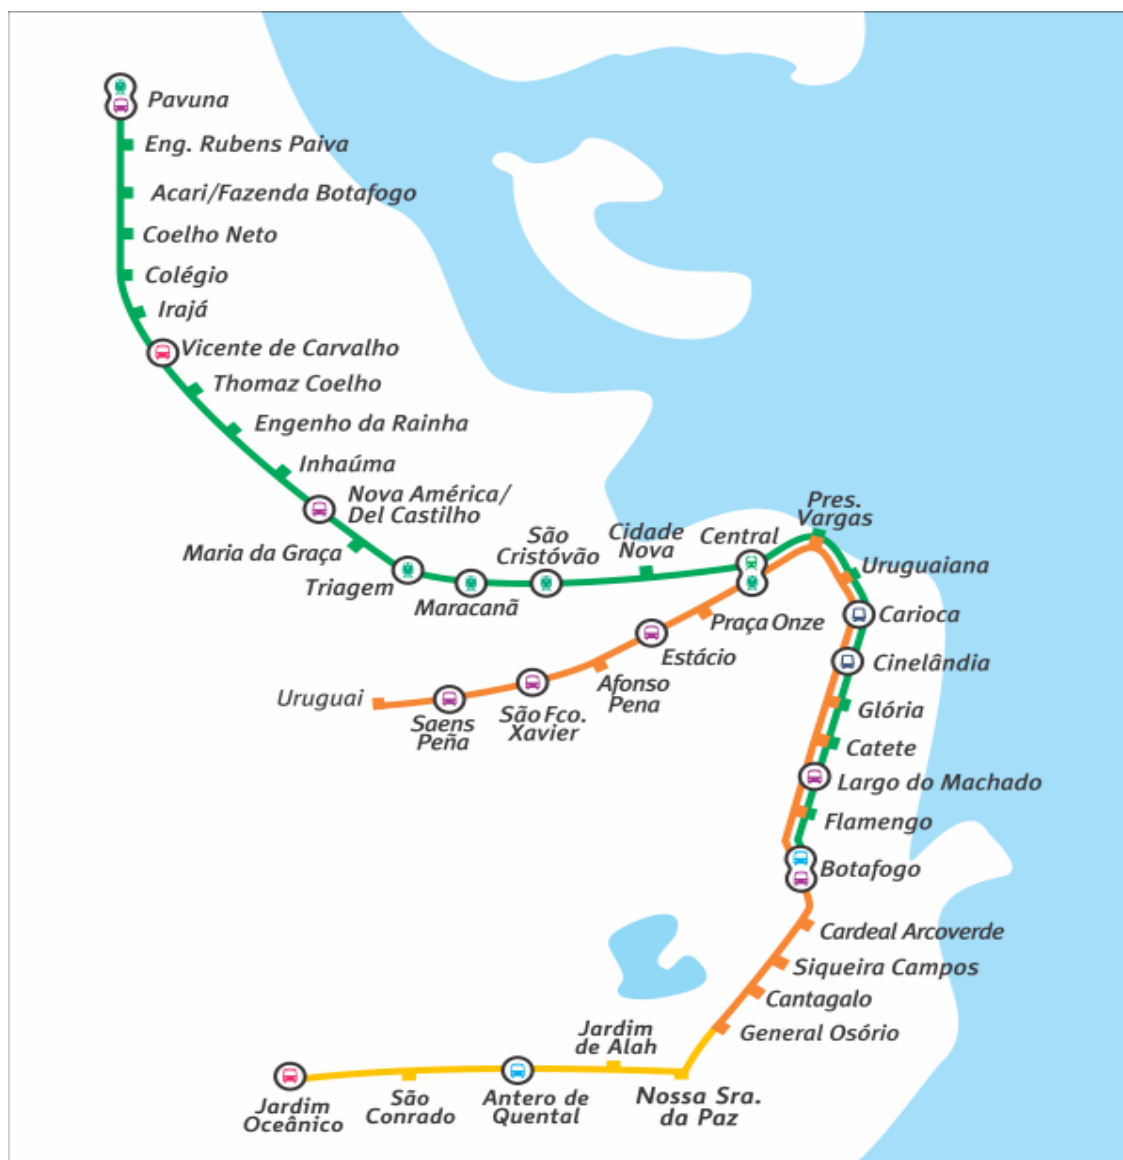 Pavuna
Eng. Rubens Paiva
Acari/Fazenda Botafogo
Coelho Neto
Colégio
Irajá
Vicente de Carvalho
Thomaz Coelho
Engenho da Rainha
Inhaúma
Nova América/
Del Castilho
Maria da Graça
Triagem
Maracanã
São
Cristóvão
Cidade
Nova
Central
Pres.
Vargas
Uruguaiana
Carioca
Cinelândia
Glória
Catete
Largo do Machado
Flamengo
Botafogo
Praça Onze
Estácio
Afonso
Pena
São Fco.
Xavier
Saens
Peña
Uruguai
Cardeal Arcoverde
Siqueira Campos
Cantagalo
General Osório
Nossa Sra.
da Paz
Jardim
de Alah
Antero de
Quental
São
Conrado
Jardim
Oceânico